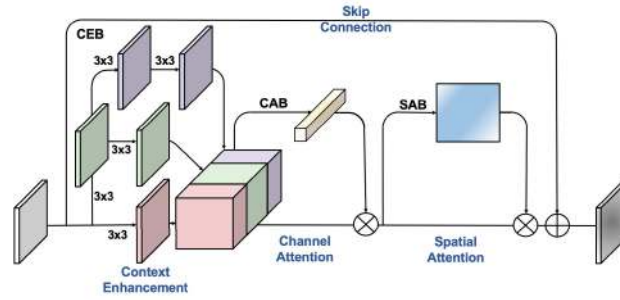 Skip
Connection
CEB
3x3
3x3
CAB
SAB
3x3
3x3
3x3
Channel
Attention
Spatial
Attention
Context
Enhancement